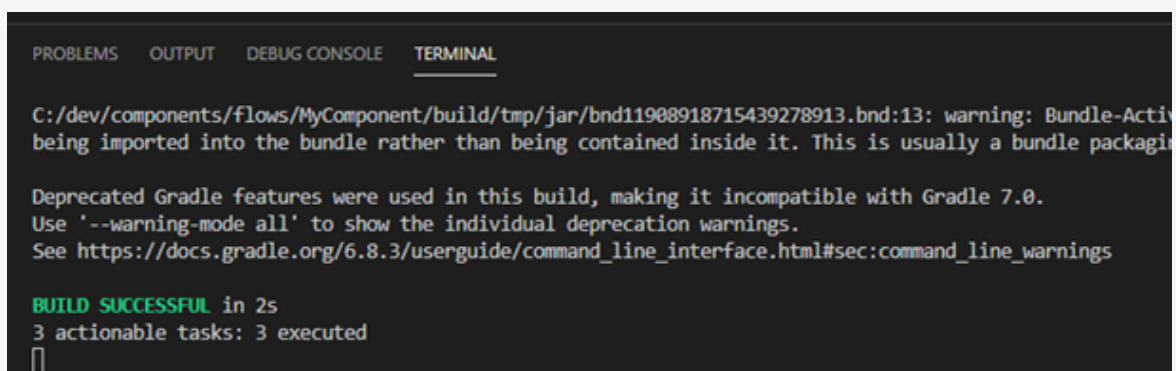 PROBLEMS OUTPUT DEBUG CONSOLE TERMINAL
C:/dev/components/flows/MyComponent/build/tmp/jar/bnd11908918715439278913.bnd:13: warning: Bundle-Activ
being imported into the bundle rather than being contained inside it. This is usually a bundle packagin
Deprecated Gradle features were used in this build, making it incompatible with Gradle 7.0.
Use '--warning-mode all' to show the individual deprecation warnings.
See https://docs.gradle.org/6.8.3/userguide/command_line_interface.html#sec:command_line_warnings
BUILD SUCCESSFUL in 2s
3 actionable tasks: 3 executed